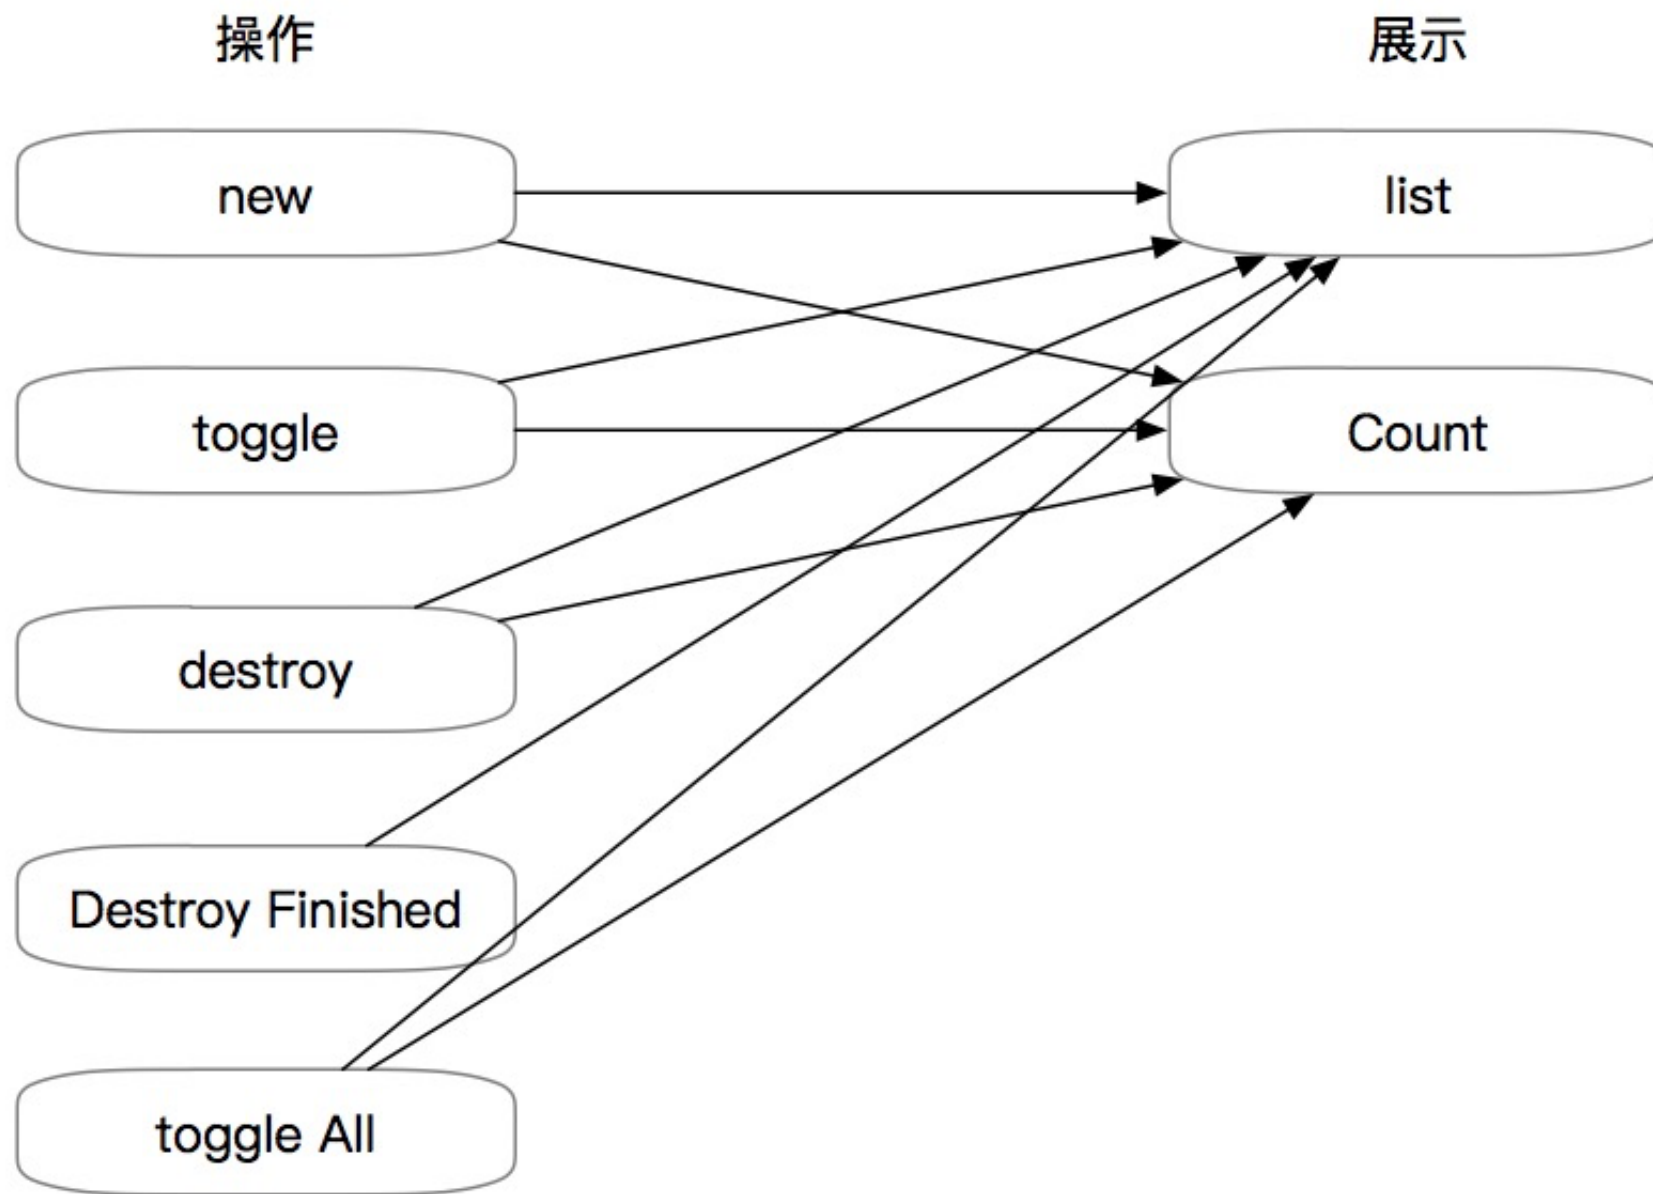 操作
展示
new
list
toggle
Count
destroy
Destroy Finished
toggle All